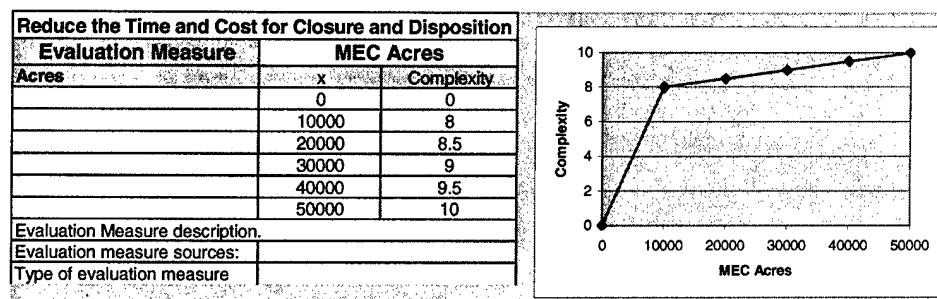 Reduce the Time and Cost for Closure and Disposition
Evaluation Measure MEC Acres
Acres x Complexity
0 0
10000 8
20000 8.5
30000 9
40000 9.5
50000 10
Evaluation Measure description.
Evaluation measure sources:
Type of evaluation measure
10
8
6
4
2
0
Complexity
0 10000 20000 30000 40000 50000
MEC Acres